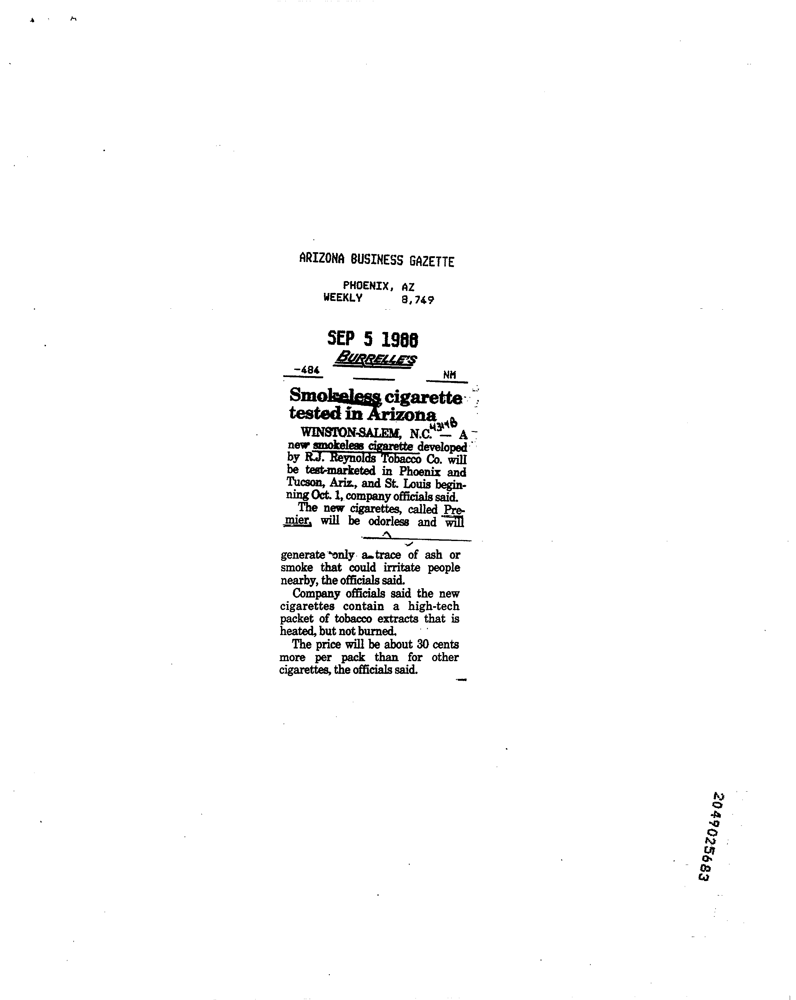 ARIZONA BUSINESS GAZETTE
PHOENIX, AZ
WEEKLY 8,749
SEP 5 1988
BURRELLE'S
-484 NM
Smokeless cigarette
tested in Arizona
WINSTON-SALEM, N.C. — A
new smokeless cigarette developed
by R.J. Reynolds Tobacco Co. will
be test-marketed in Phoenix and
Tucson, Ariz., and St. Louis begin-
ning Oct. 1, company officials said.
The new cigarettes, called Pre-
mier, will be odorless and will
generate only a trace of ash or
smoke that could irritate people
nearby, the officials said.
Company officials said the new
cigarettes contain a high-tech
packet of tobacco extracts that is
heated, but not burned.
The price will be about 30 cents
more per pack than for other
cigarettes, the officials said.
2049025683